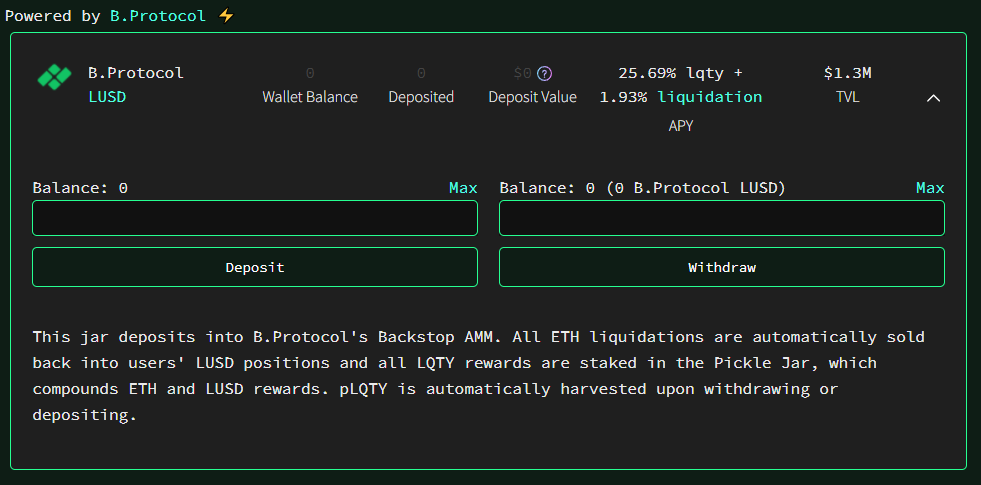 Powered by B.Protocol ⚡
B.Protocol 0 0 $0 ? 25.69% lqty + $1.3M
LUSD Wallet Balance Deposited Deposit Value 1.93% liquidation TVL
APY
Balance: 0 Max Balance: 0 (0 B.Protocol LUSD) Max
Deposit Withdraw
This jar deposits into B.Protocol's Backstop AMM. All ETH liquidations are automatically sold
back into users' LUSD positions and all LQTY rewards are staked in the Pickle Jar, which
compounds ETH and LUSD rewards. pLQTY is automatically harvested upon withdrawing or
depositing.